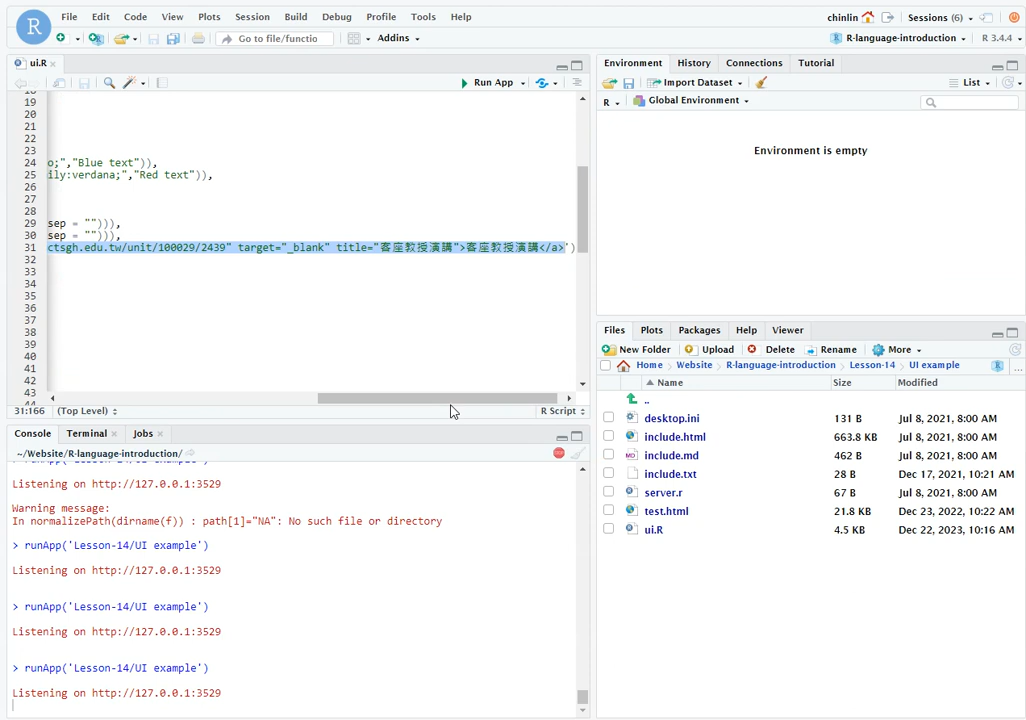 File Edit Code View Plots Session Build Debug Profile Tools Help chinlin Sessions (6)
Go to file/functio Addins R-language-introduction R 3.4.4
ui.R
Run App
19
20
21
22
23
24 o;","Blue text")),
25 ily:verdana;","Red text")),
26
27
28
29 sep = ""))),
30 sep = ""))),
31 ctsgh.edu.tw/unit/100029/2439" target="_blank" title="客座教授演講">客座教授演講</a>')
32
33
34
35
36
37
38
39
40
41
42
43
31:166 (Top Level) R Script
Console Terminal Jobs
~/Website/R-language-introduction/
Listening on http://127.0.0.1:3529
Warning message:
In normalizePath(dirname(f)) : path[1]="NA": No such file or directory
> runApp('Lesson-14/UI example')
Listening on http://127.0.0.1:3529
> runApp('Lesson-14/UI example')
Listening on http://127.0.0.1:3529
> runApp('Lesson-14/UI example')
Listening on http://127.0.0.1:3529
Environment History Connections Tutorial
Import Dataset List
R Global Environment
Environment is empty
Files Plots Packages Help Viewer
New Folder Upload Delete Rename More
Home Website R-language-introduction Lesson-14 UI example ...
Name Size Modified
..
desktop.ini 131 B Jul 8, 2021, 8:00 AM
include.html 663.8 KB Jul 8, 2021, 8:00 AM
include.md 462 B Jul 8, 2021, 8:00 AM
include.txt 28 B Dec 17, 2021, 10:21 AM
server.r 67 B Jul 8, 2021, 8:00 AM
test.html 21.8 KB Dec 23, 2022, 10:22 AM
ui.R 4.5 KB Dec 22, 2023, 10:16 AM